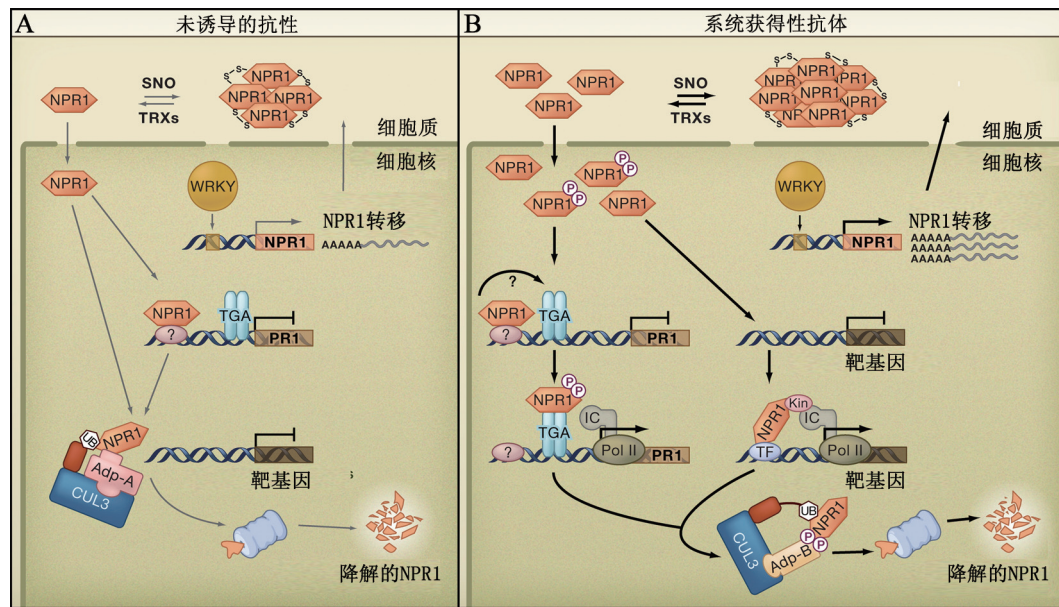 A
未诱导的抗性
SNO
TRXs
NPR1
S
S
S
S
S
S
S
S
NPR1
NPR1
NPR1
NPR1
细胞质
细胞核
NPR1
WRKY
NPR1
NPR1转移
AAAAA
NPR1
?
TGA
PR1
UB
NPR1
Adp-A
CUL3
靶基因
降解的NPR1
B
系统获得性抗体
NPR1
NPR1
NPR1
SNO
TRXs
S
S
S
S
S
S
S
S
NPR1
NPR1
NPR1
NPR1
NPR1
NPR1
细胞质
细胞核
NPR1
NPR1
P
P
NPR1
P
P
NPR1
WRKY
NPR1
NPR1转移
AAAAA
AAAAA
AAAAA
?
NPR1
?
TGA
PR1
靶基因
P
P
NPR1
TGA
IC
Pol II
?
PR1
NPR1
Kin
IC
TF
Pol II
靶基因
UB
NPR1
P
P
CUL3
Adp-B
降解的NPR1